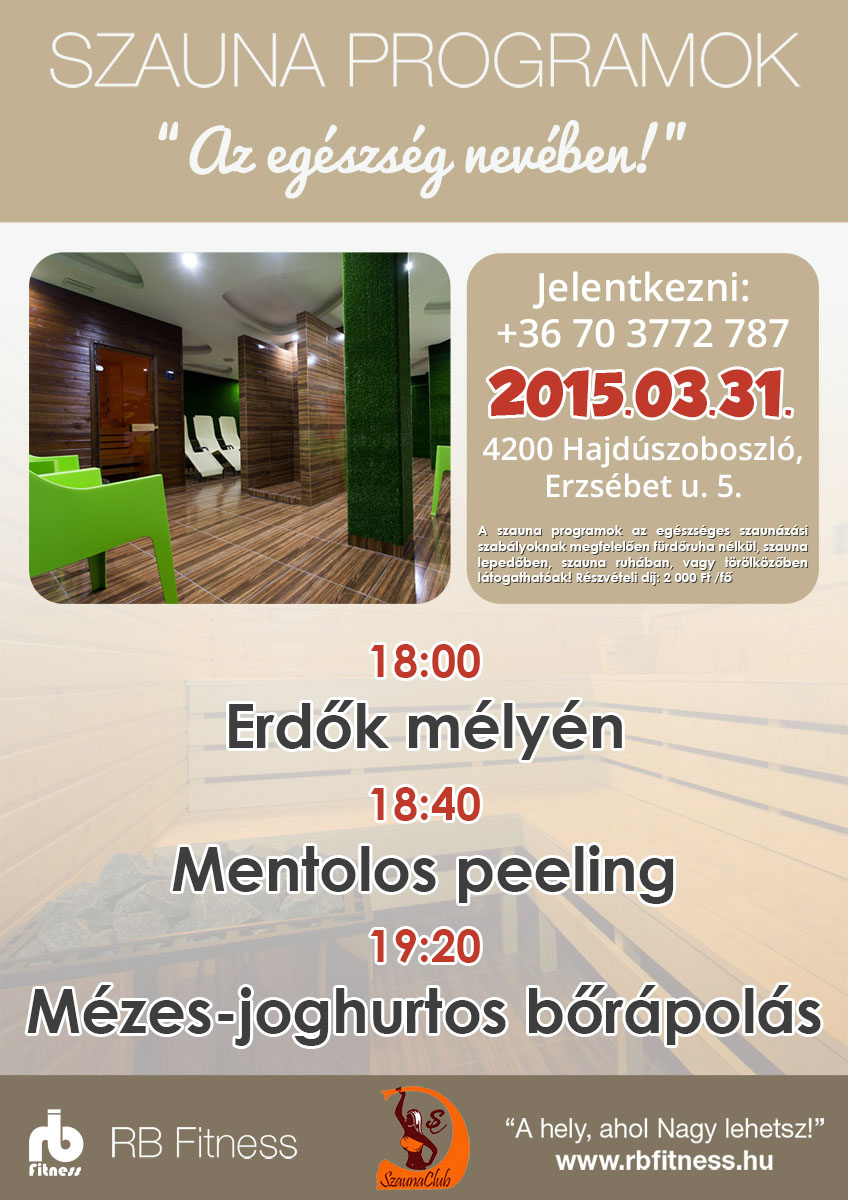 SZAUNA PROGRAMOK
“Az egészség nevében!”
Jelentkezni:
+36 70 3772 787
2015.03.31.
4200 Hajdúszoboszló,
Erzsébet u. 5.
A szauna programok az egészséges szaunázási
szabályoknak megfelelően fürdőruha nélkül, szauna
lepedőben, szauna ruhában, vagy törölközőben
látogathatóak! Részvételi díj: 2 000 Ft /fő
18:00
Erdők mélyén
18:40
Mentolos peeling
19:20
Mézes-joghurtos bőrápolás
rb
Fitness
RB Fitness
SC
SzaunaClub
“A hely, ahol Nagy lehetsz!”
www.rbfitness.hu